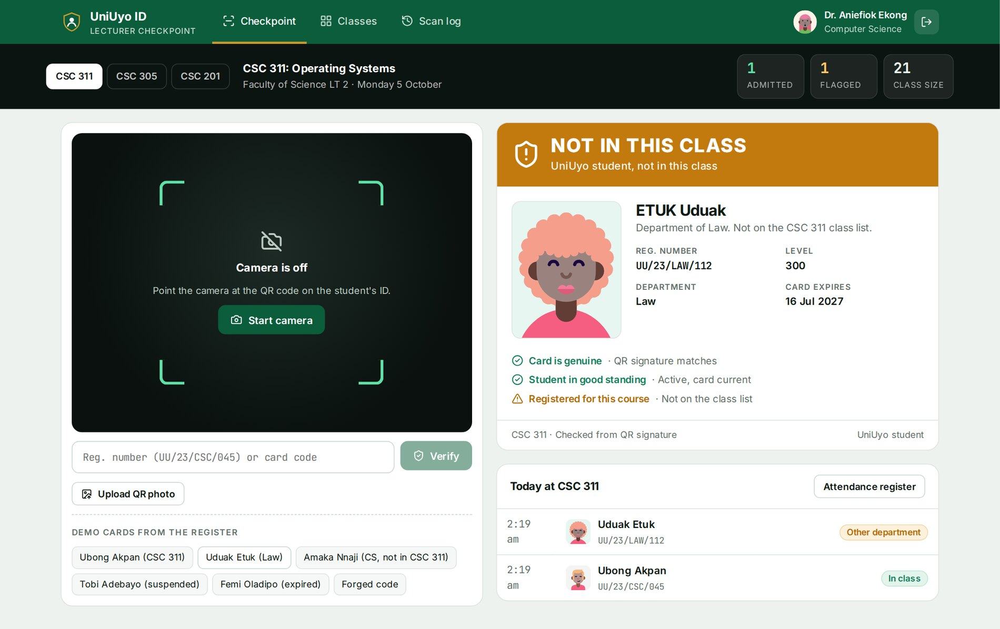 UniUyo ID
LECTURER CHECKPOINT
Checkpoint
Classes
Scan log
Dr. Aniefiok Ekong
Computer Science
CSC 311
CSC 305
CSC 201
CSC 311: Operating Systems
Faculty of Science LT 2 · Monday 5 October
1
ADMITTED
1
FLAGGED
21
CLASS SIZE
Camera is off
Point the camera at the QR code on the student's ID.
Start camera
Reg. number (UU/23/CSC/045) or card code
Verify
Upload QR photo
DEMO CARDS FROM THE REGISTER
Ubong Akpan (CSC 311)
Uduak Etuk (Law)
Amaka Nnaji (CS, not in CSC 311)
Tobi Adebayo (suspended)
Femi Oladipo (expired)
Forged code
NOT IN THIS CLASS
UniUyo student, not in this class
ETUK Uduak
Department of Law. Not on the CSC 311 class list.
REG. NUMBER
UU/23/LAW/112
LEVEL
300
DEPARTMENT
Law
CARD EXPIRES
16 Jul 2027
Card is genuine · QR signature matches
Student in good standing · Active, card current
Registered for this course · Not on the class list
CSC 311 · Checked from QR signature
UniUyo student
Today at CSC 311
Attendance register
2:19
am
Uduak Etuk
UU/23/LAW/112
Other department
2:19
am
Ubong Akpan
UU/23/CSC/045
In class